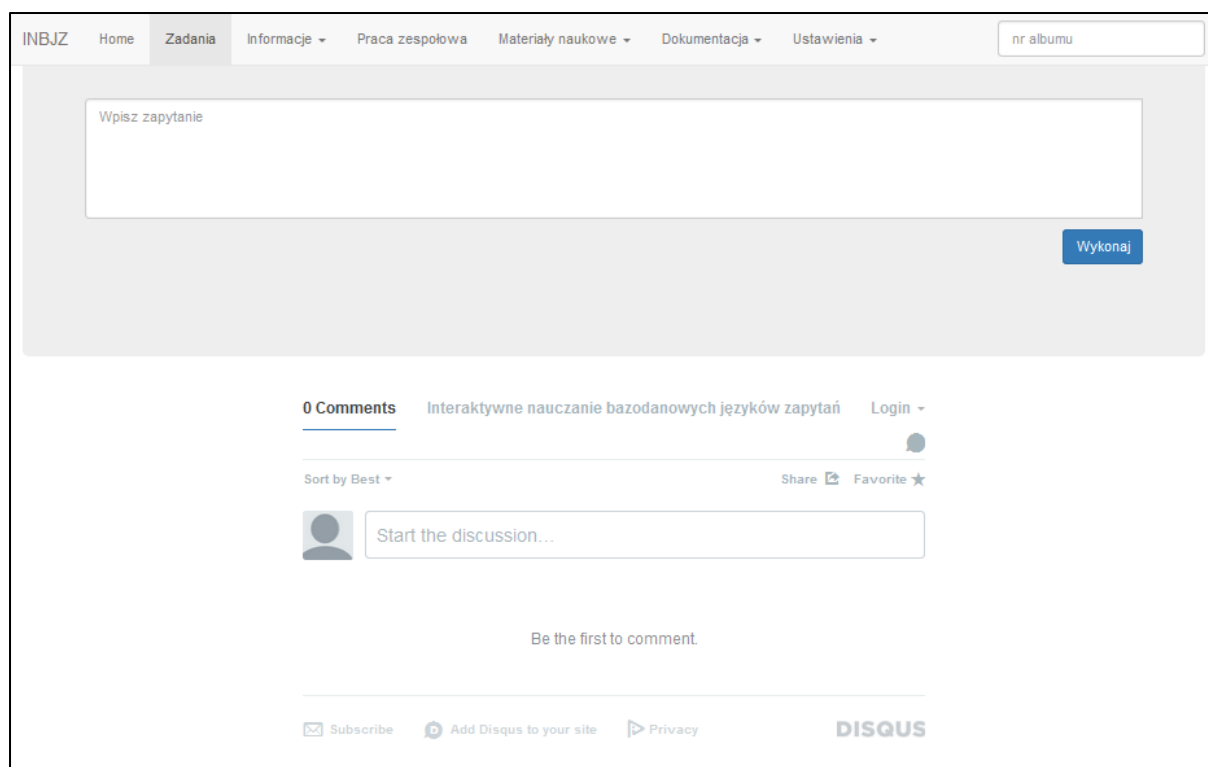 INBJZ Home Zadania Informacje Praca zespołowa Materiały naukowe Dokumentacja Ustawienia nr albumu
Wpisz zapytanie
Wykonaj
0 Comments Interaktywne nauczanie bazodanowych języków zapytań Login
Sort by Best Share Favorite
Start the discussion...
Be the first to comment.
Subscribe Add Disqus to your site Privacy DISQUS